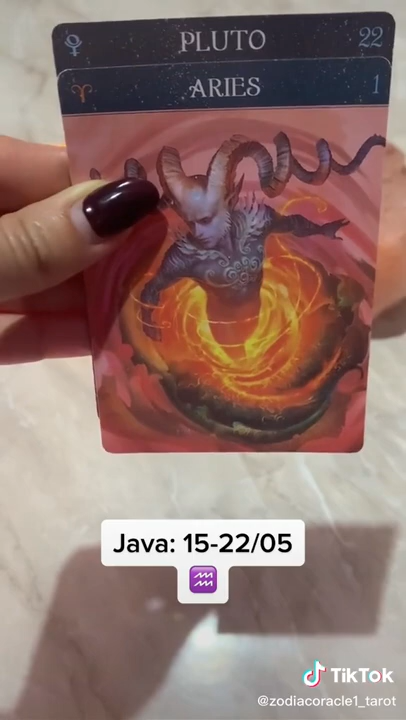 PLUTO 22
ARIES 1
Java: 15-22/05
♒
TikTok
@zodiacoracle1_tarot